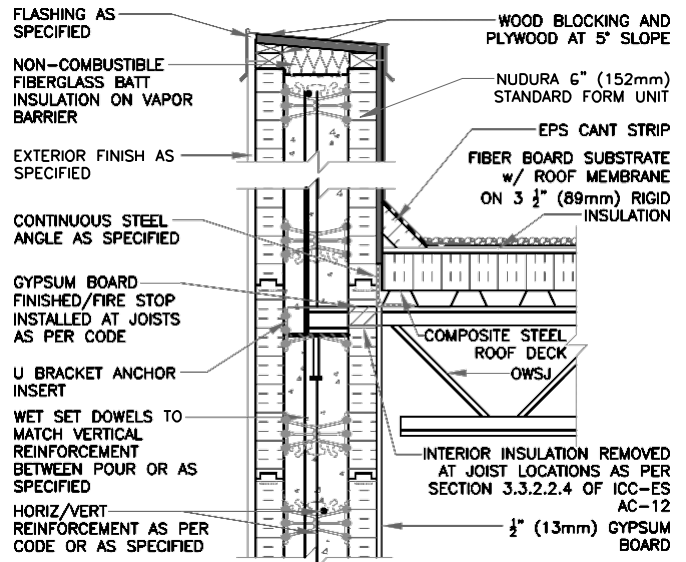 FLASHING AS
SPECIFIED
NON-COMBUSTIBLE
FIBERGLASS BATT
INSULATION ON VAPOR
BARRIER
EXTERIOR FINISH AS
SPECIFIED
CONTINUOUS STEEL
ANGLE AS SPECIFIED
GYPSUM BOARD
FINISHED/FIRE STOP
INSTALLED AT JOISTS
AS PER CODE
U BRACKET ANCHOR
INSERT
WET SET DOWELS TO
MATCH VERTICAL
REINFORCEMENT
BETWEEN POUR OR AS
SPECIFIED
HORIZ/VERT
REINFORCEMENT AS PER
CODE OR AS SPECIFIED
WOOD BLOCKING AND
PLYWOOD AT 5° SLOPE
NUDURA 6" (152mm)
STANDARD FORM UNIT
EPS CANT STRIP
FIBER BOARD SUBSTRATE
w/ ROOF MEMBRANE
ON 3 ½" (89mm) RIGID
INSULATION
COMPOSITE STEEL
ROOF DECK
OWSJ
INTERIOR INSULATION REMOVED
AT JOIST LOCATIONS AS PER
SECTION 3.3.2.2.4 OF ICC-ES
AC-12
½" (13mm) GYPSUM
BOARD